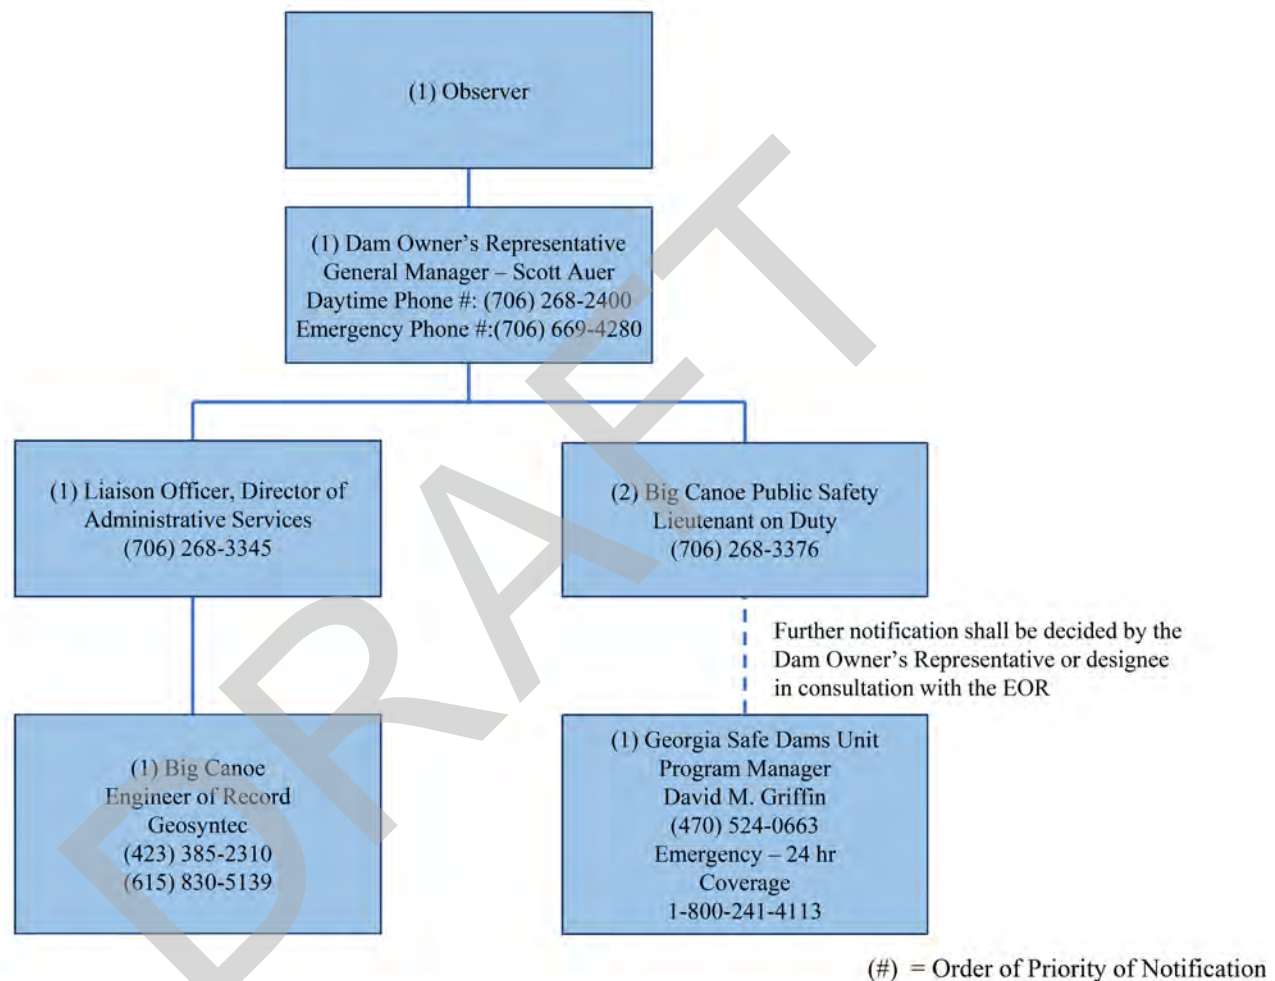 (1) Observer
(1) Dam Owner’s Representative
General Manager – Scott Auer
Daytime Phone #: (706) 268-2400
Emergency Phone #:(706) 669-4280
(1) Liaison Officer, Director of
Administrative Services
(706) 268-3345
(2) Big Canoe Public Safety
Lieutenant on Duty
(706) 268-3376
Further notification shall be decided by the
Dam Owner’s Representative or designee
in consultation with the EOR
(1) Big Canoe
Engineer of Record
Geosyntec
(423) 385-2310
(615) 830-5139
(1) Georgia Safe Dams Unit
Program Manager
David M. Griffin
(470) 524-0663
Emergency – 24 hr
Coverage
1-800-241-4113
(#) = Order of Priority of Notification
DRAFT